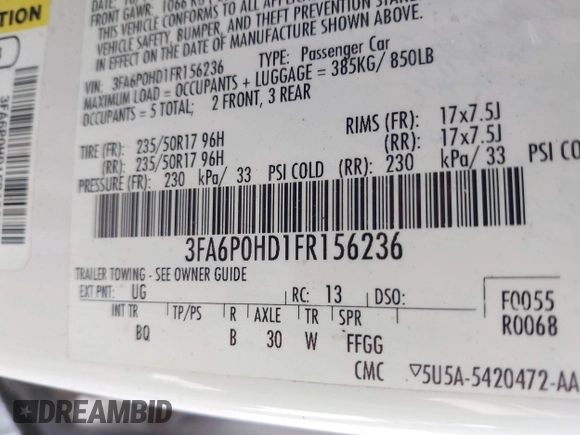 FRONT GAWR: 1066 KG
THIS VEHICLE CONFORMS TO ALL APPLICABLE
VEHICLE SAFETY, BUMPER, AND THEFT PREVENTION STAND
IN EFFECT ON THE DATE OF MANUFACTURE SHOWN ABO
VIN: 3FA6P0HD1FR156236 TYPE: Passenger Car
MAXIMUM LOAD = OCCUPANTS + LUGGAGE = 385KG/ 850LB
OCCUPANTS = 5 TOTAL; 2 FRONT, 3 REAR
TIRE (FR): 235/50R17 96H RIMS (FR): 17x7.5J
(RR): 235/50R17 96H (RR): 17x7.5J
PRESSURE (FR): 230 kPa/ 33 PSI COLD (RR): 230 kPa/ 33 PSI CO
3FA6P0HD1FR156236
TRAILER TOWING - SEE OWNER GUIDE
EXT PNT: UG RC: 13 DSO: F0055
INT TR TP/PS R AXLE TR SPR R0068
BQ B 30 W FFGG
CMC ▽5U5A-5420472-AA
DREAMBID